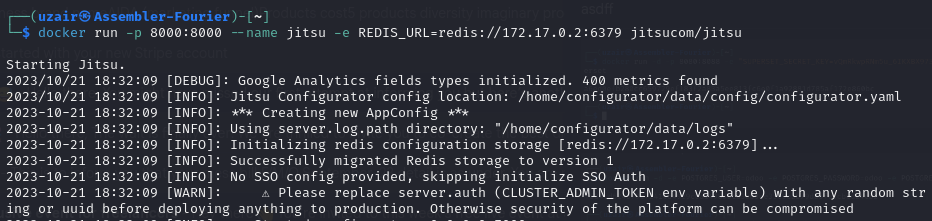 ┌──(uzair㉿Assembler-Fourier)-[~]
└─$ docker run -p 8000:8000 --name jitsu -e REDIS_URL=redis://172.17.0.2:6379 jitsucom/jitsu
Starting Jitsu.
2023/10/21 18:32:09 [DEBUG]: Google Analytics fields types initialized. 400 metrics found
2023/10/21 18:32:09 [INFO]: Jitsu Configurator config location: /home/configurator/data/config/configurator.yaml
2023-10-21 18:32:09 [INFO]: *** Creating new AppConfig ***
2023-10-21 18:32:09 [INFO]: Using server.log.path directory: "/home/configurator/data/logs"
2023-10-21 18:32:09 [INFO]: Initializing redis configuration storage [redis://172.17.0.2:6379]...
2023-10-21 18:32:09 [INFO]: Successfully migrated Redis storage to version 1
2023-10-21 18:32:09 [INFO]: No SSO config provided, skipping initialize SSO Auth
2023-10-21 18:32:09 [WARN]: ⚠ Please replace server.auth (CLUSTER_ADMIN_TOKEN env variable) with any random str
ing or uuid before deploying anything to production. Otherwise security of the platform can be compromised